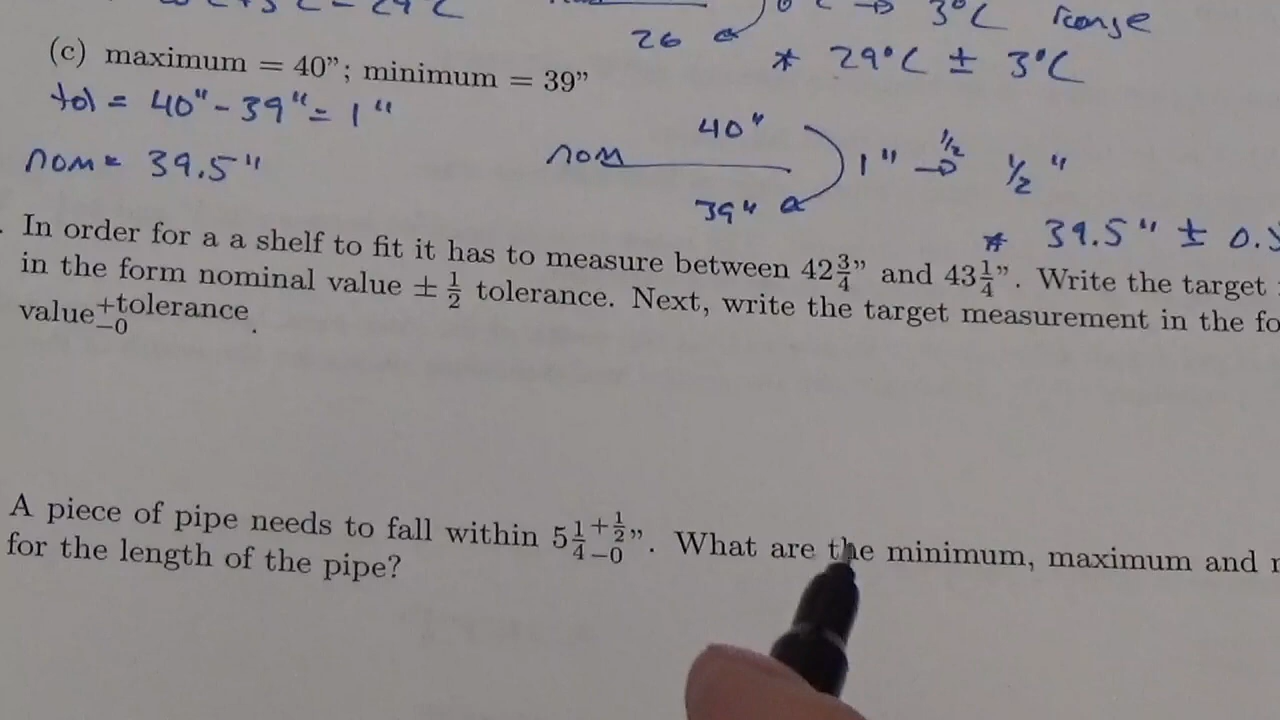 3°C range
26
* 29°C ± 3°C
(c) maximum = 40”; minimum = 39”
tol = 40" - 39" = 1"
40"
nom = 39.5"
nom
1" → 1/2 1/2"
39"
* 39.5" ±
In order for a a shelf to fit it has to measure between 42 3/4” and 43 1/4”. Write the target
in the form nominal value ± 1/2 tolerance. Next, write the target measurement in the
value +tolerance −0 .
A piece of pipe needs to fall within 5 1/4 +1/2 −0 ”. What are the minimum, maximum and
for the length of the pipe?